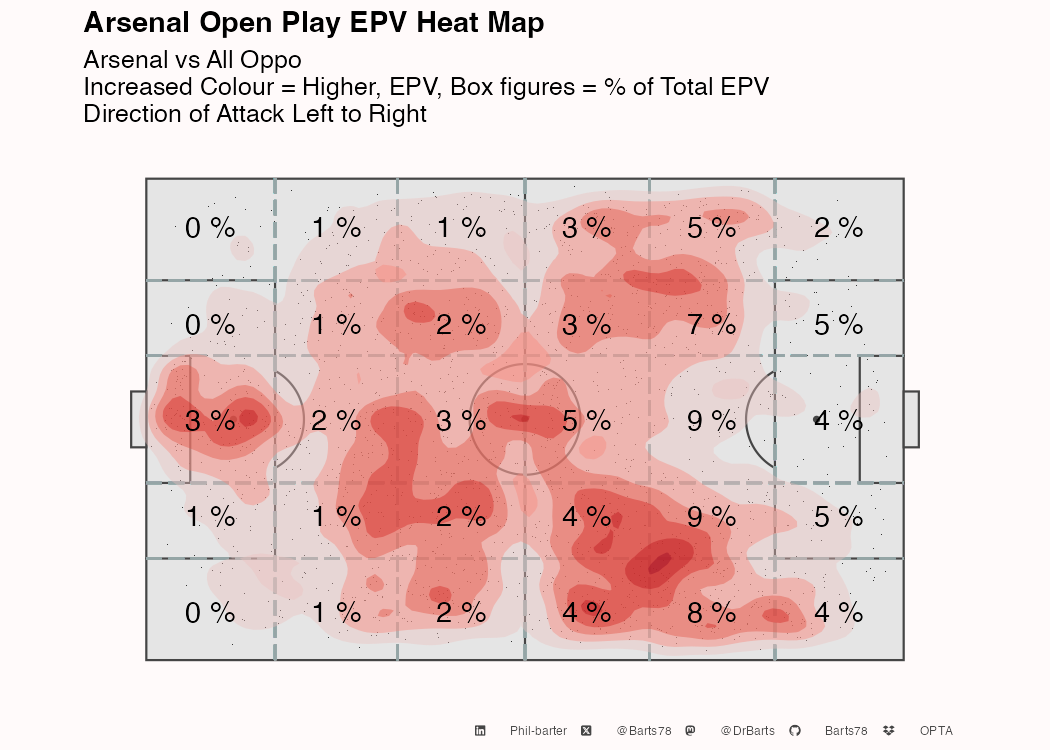 Arsenal Open Play EPV Heat Map
Arsenal vs All Oppo
Increased Colour = Higher, EPV, Box figures = % of Total EPV
Direction of Attack Left to Right
0 % 1 % 1 % 3 % 5 % 2 %
0 % 1 % 2 % 3 % 7 % 5 %
3 % 2 % 3 % 5 % 9 % 4 %
1 % 1 % 2 % 4 % 9 % 5 %
0 % 1 % 2 % 4 % 8 % 4 %
Phil-barter @Barts78 @DrBarts Barts78 OPTA